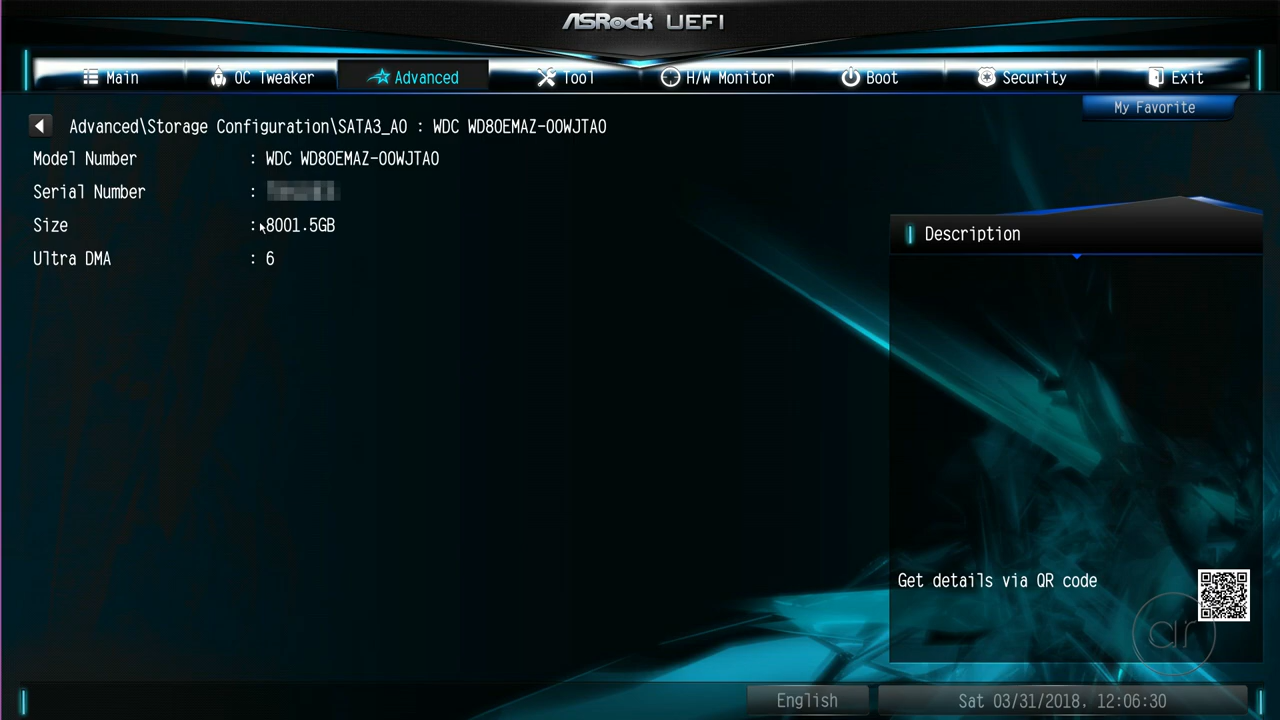 ASRock UEFI
Main OC Tweaker Advanced Tool H/W Monitor Boot Security Exit
My Favorite
Advanced\Storage Configuration\SATA3_A0 : WDC WD80EMAZ-00WJTA0
Model Number : WDC WD80EMAZ-00WJTA0
Serial Number :
Size : 8001.5GB
Ultra DMA : 6
Description
Get details via QR code
ar
English Sat 03/31/2018, 12:06:30